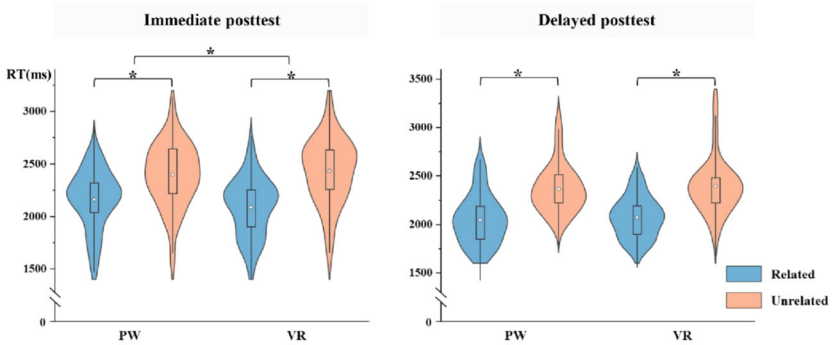 Immediate posttest
Delayed posttest
RT(ms)
*
*
*
*
*
3000
2500
2000
1500
0
PW
VR
3500
3000
2500
2000
1500
0
PW
VR
Related
Unrelated